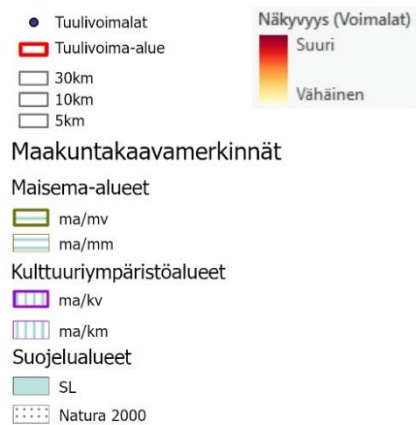 Tuulivoimalat
Tuulivoima-alue
30km
10km
5km
Maakuntakaavamerkinnät
Maisema-alueet
ma/mv
ma/mm
Kulttuuriympäristöalueet
ma/kv
ma/km
Suojelualueet
SL
Natura 2000
Näkyvyys (Voimalat)
Suuri
Vähäinen